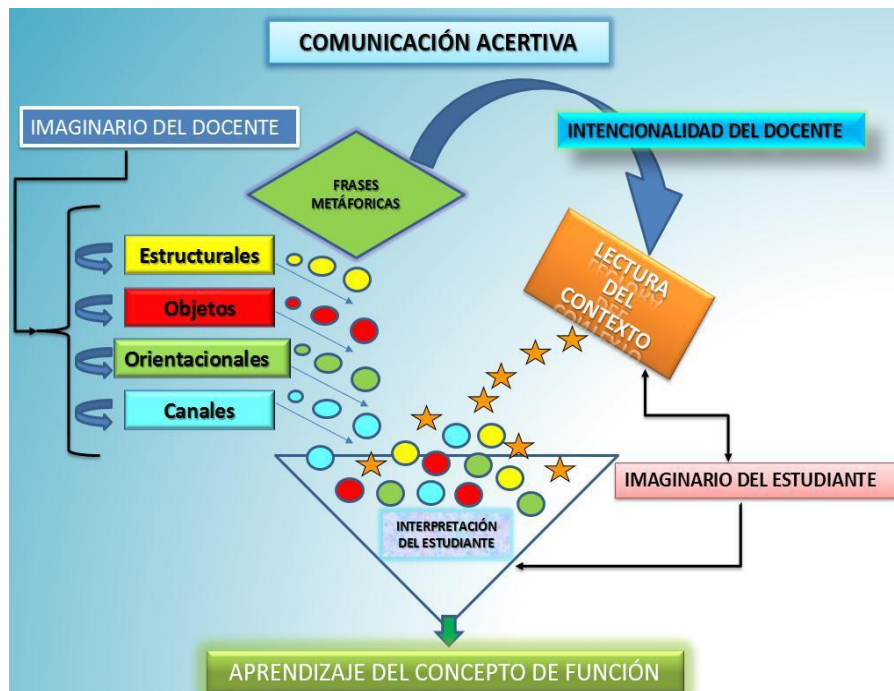 COMUNICACIÓN ACERTIVA
IMAGINARIO DEL DOCENTE
INTENCIONALIDAD DEL DOCENTE
FRASES
METÁFORICAS
LECTURA
DEL
CONTEXTO
Estructurales
Objetos
Orientacionales
Canales
IMAGINARIO DEL ESTUDIANTE
INTERPRETACIÓN
DEL ESTUDIANTE
APRENDIZAJE DEL CONCEPTO DE FUNCIÓN